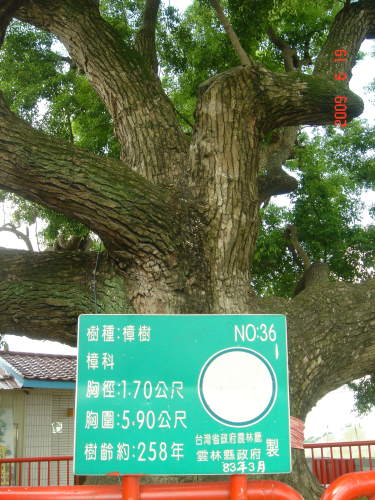 2009 6 19
樹種:樟樹 NO:36
樟科
胸徑:1.70公尺
胸圍:5.90公尺
樹齡約:258年
台灣省政府農林廳
雲林縣政府 製
83年3月